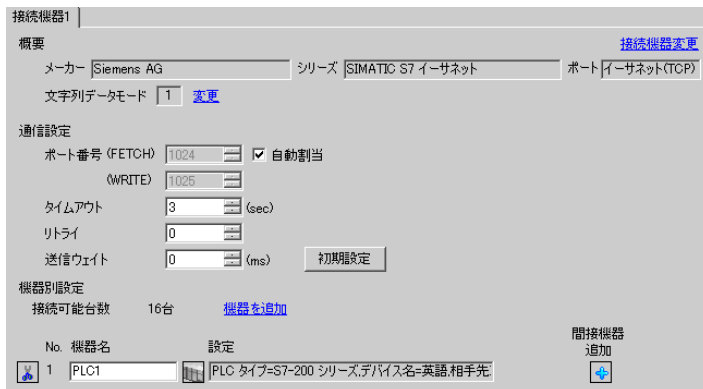 接続機器1
概要 接続機器変更
メーカー Siemens AG シリーズ SIMATIC S7 イーサネット ポート イーサネット(TCP)
文字列データモード 1 変更
通信設定
ポート番号 (FETCH) 1024 自動割当
(WRITE) 1025
タイムアウト 3 (sec)
リトライ 0
送信ウェイト 0 (ms) 初期設定
機器別設定
接続可能台数 16台 機器を追加
間接機器
No. 機器名 設定 追加
1 PLC1 PLC タイプ=S7-200 シリーズ,デバイス名=英語,相手先